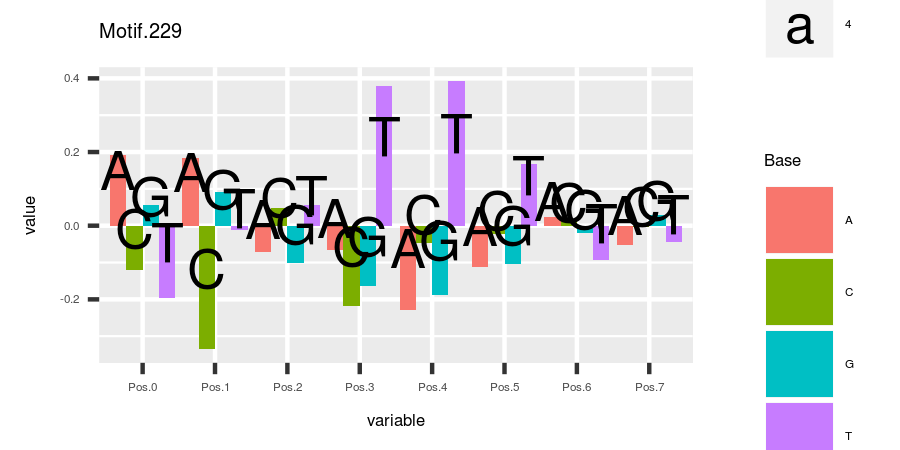 Motif.229
a 4
value
0.4
0.2
0.0
-0.2
A C G T A C G T A C G T A C G T A C G T A C G T A C G T A C G T
Pos.0 Pos.1 Pos.2 Pos.3 Pos.4 Pos.5 Pos.6 Pos.7
variable
Base
A
C
G
T